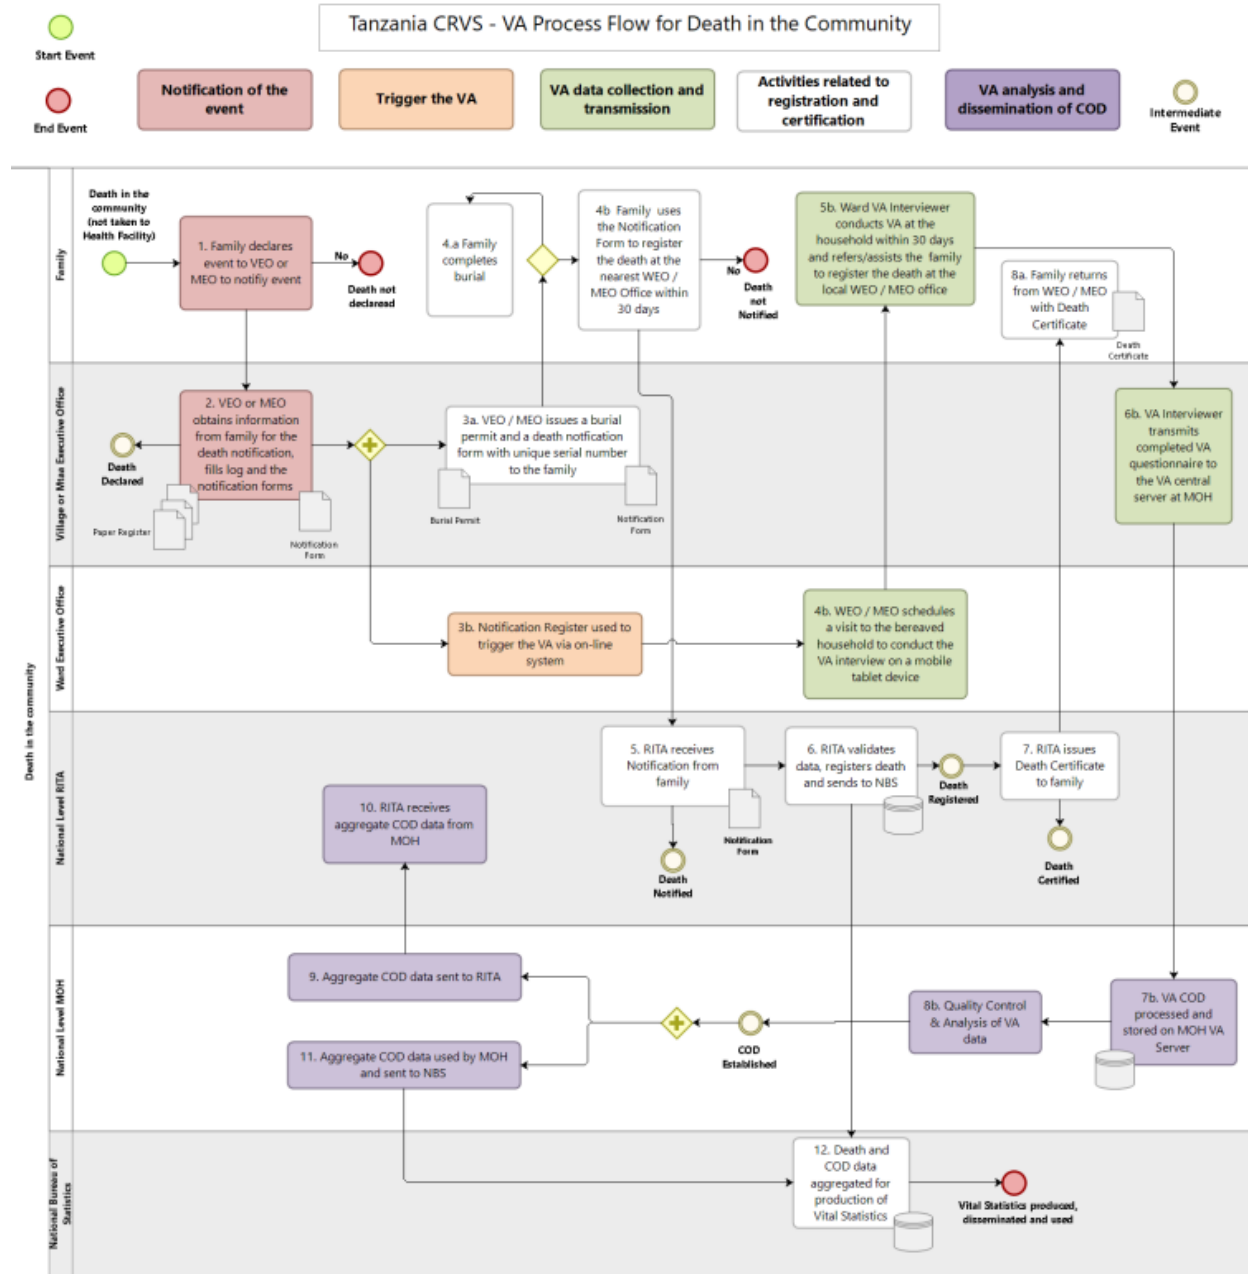 Tanzania CRVS - VA Process Flow for Death in the Community
Start Event
End Event
Notification of the
event
Trigger the VA
VA data collection and
transmission
Activities related to
registration and
certification
VA analysis and
dissemination of COD
Intermediate
Event
Death in the community
Family
Death in the
community
(not taken to
Health Facility)
1. Family declares
event to VEO or
MEO to notifiy event
No
Death not
declaread
4.a Family
completes
burial
4b Family uses
the Notification
Form to register
the death at the
nearest WEO /
MEO Office within
30 days
No
Death
not
Notified
5b. Ward VA Interviewer
conducts VA at the
household within 30 days
and refers/assists the family
to register the death at the
local WEO / MEO office
8a. Family returns
from WEO / MEO
with Death
Certificate
Death
Certificate
Village or Mtaa Executive Office
Death
Declared
2. VEO or MEO
obtains information
from family for the
death notification,
fills log and the
notification forms
Paper Register
Notification
Form
3a. VEO / MEO issues a burial
permit and a death notfication
form with unique serial number
to the family
Burial Permit
Notification
Form
6b. VA Interviewer
transmits
completed VA
questionnaire to
the VA central
server at MOH
Ward Executive Office
3b. Notification Register used to
trigger the VA via on-line
system
4b. WEO / MEO schedules
a visit to the bereaved
household to conduct the
VA interview on a mobile
tablet device
National Level RITA
5. RITA receives
Notification from
family
Notification
Form
Death
Notified
6. RITA validates
data, registers death
and sends to NBS
Death
Registered
7. RITA issues
Death Certificate
to family
Death
Certified
10. RITA receives
aggregate COD data from
MOH
National Level MOH
9. Aggregate COD data sent to RITA
11. Aggregate COD data used by MOH
and sent to NBS
COD
Established
8b. Quality Control
& Analysis of VA
data
7b. VA COD
processed and
stored on MOH VA
Server
National Bureau of
Statistics
12. Death and
COD data
aggregated for
production of
Vital Statistics
Vital Statistics produced,
disseminated and used